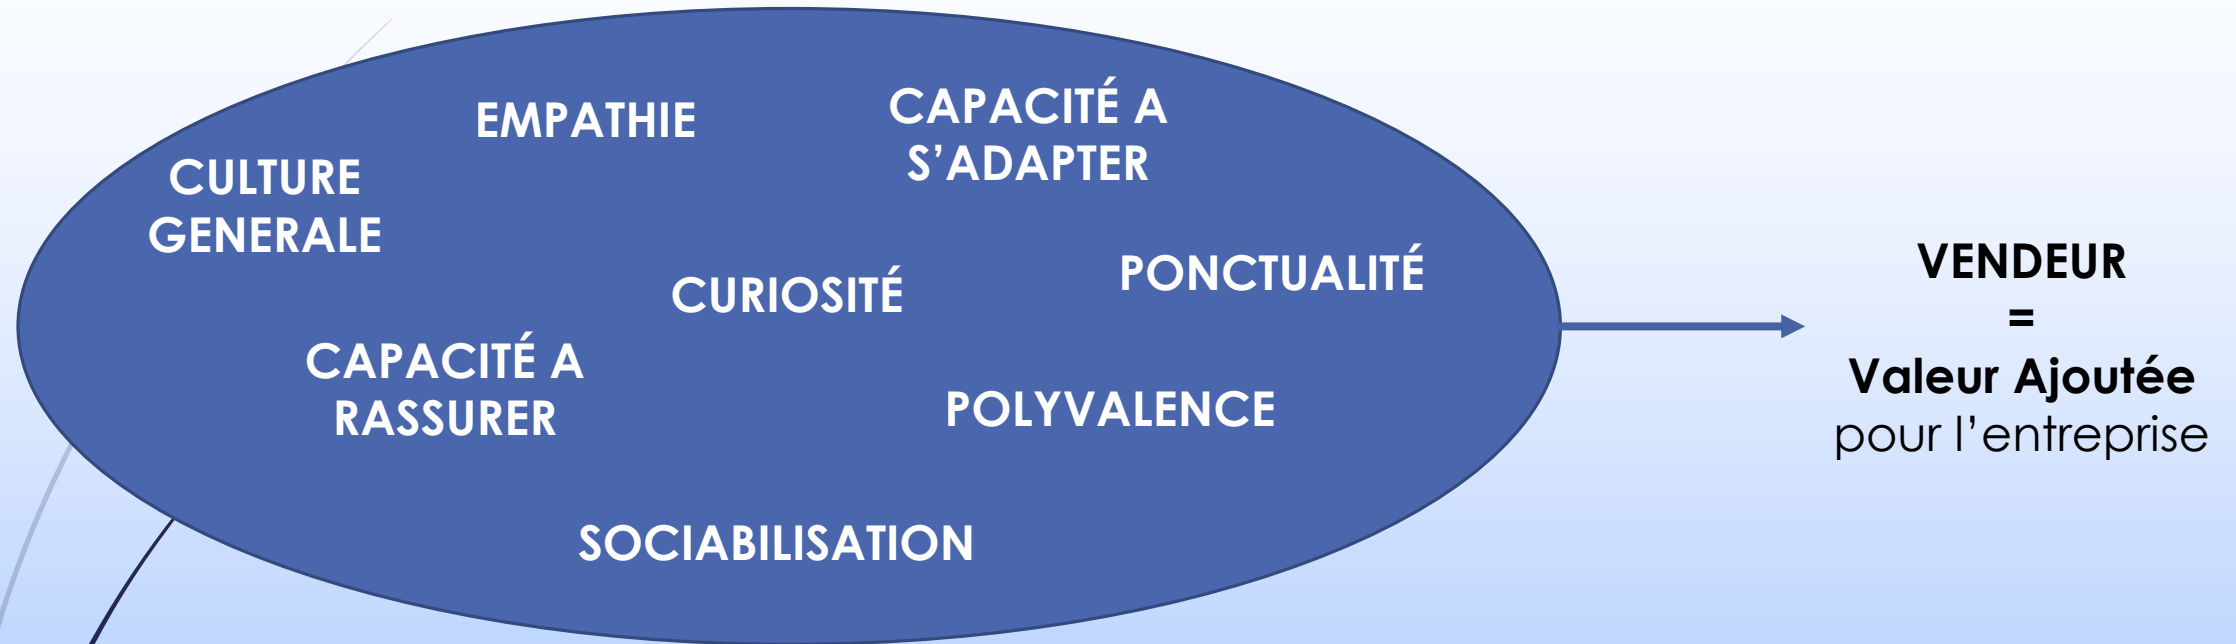 EMPATHIE
CAPACITÉ A
S’ADAPTER
CULTURE
GENERALE
CURIOSITÉ
PONCTUALITÉ
CAPACITÉ A
RASSURER
POLYVALENCE
SOCIABILISATION
VENDEUR
=
Valeur Ajoutée
pour l’entreprise